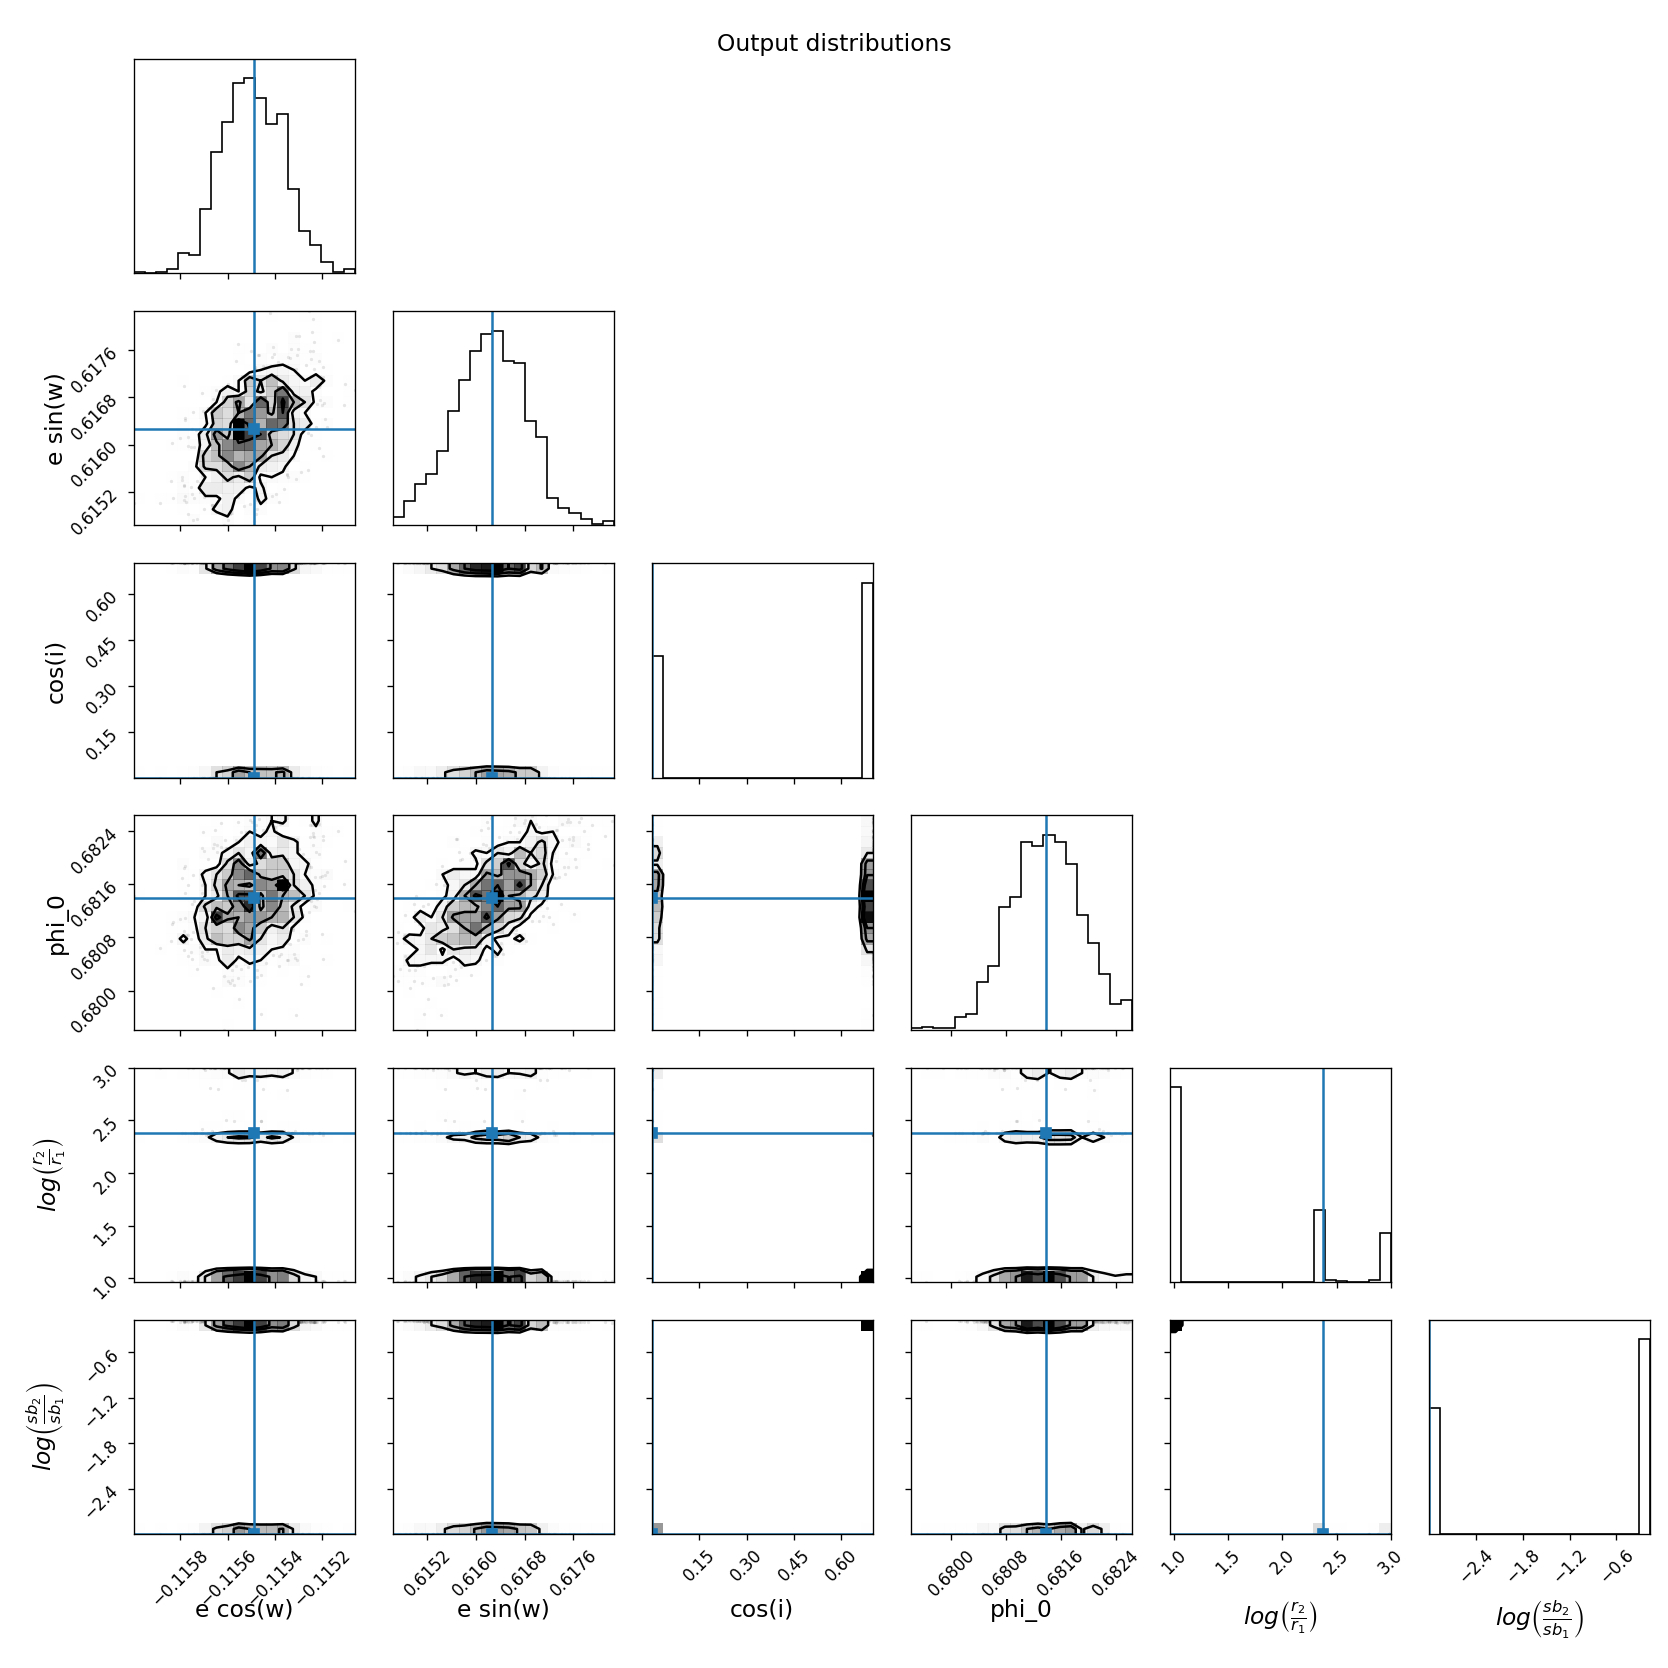 Output distributions
e sin(w)
0.6176
0.6168
0.6160
0.6152
cos(i)
0.60
0.45
0.30
0.15
phi_0
0.6824
0.6816
0.6808
0.6800
log(r2/r1)
3.0
2.5
2.0
1.5
1.0
log(sb2/sb1)
−0.6
−1.2
−1.8
−2.4
−0.1158 −0.1156 −0.1154 −0.1152
e cos(w)
0.6152 0.6160 0.6168 0.6176
e sin(w)
0.15 0.30 0.45 0.60
cos(i)
0.6800 0.6808 0.6816 0.6824
phi_0
1.0 1.5 2.0 2.5 3.0
log(r2/r1)
−2.4 −1.8 −1.2 −0.6
log(sb2/sb1)